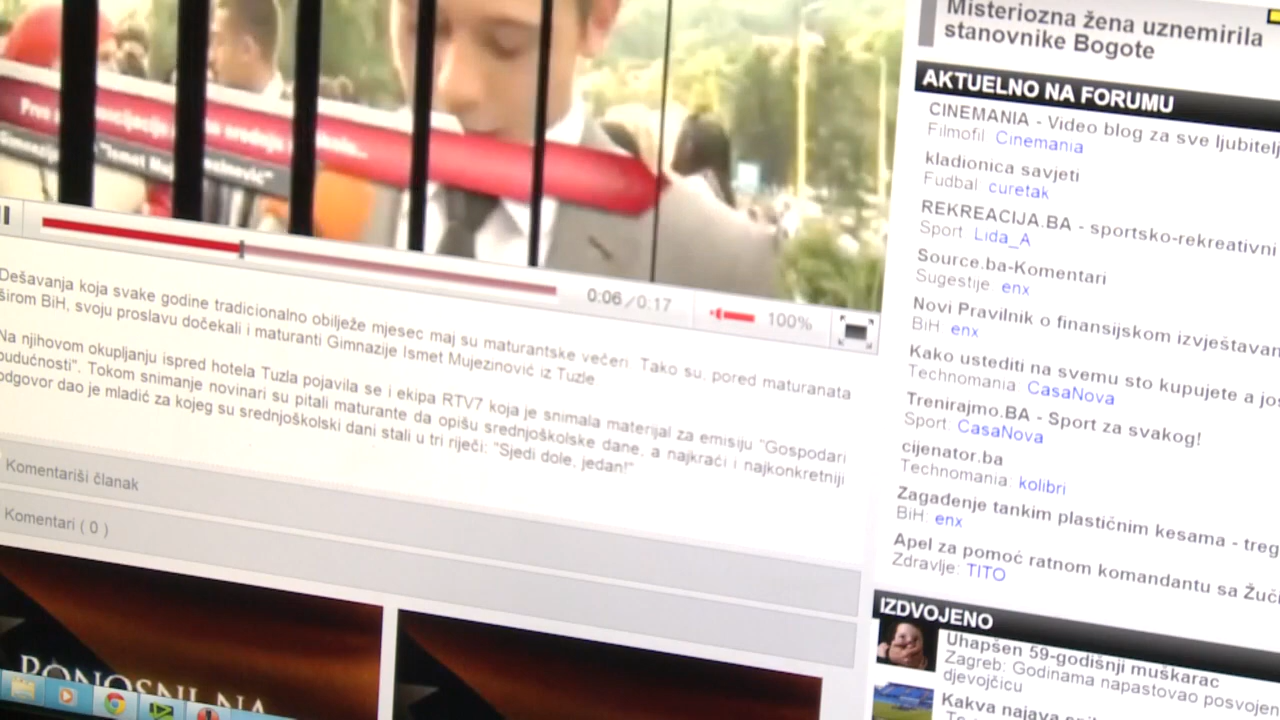 Misteriozna žena uznemirila
stanovnike Bogote
AKTUELNO NA FORUMU
CINEMANIA - Video blog za sve ljubitelj
Filmofil Cinemania
kladionica savjeti
Fudbal curetak
REKREACIJA.BA - sportsko-rekreativni
Sport Lida_A
Source.ba-Komentari
Sugestije enx
Novi Pravilnik o finansijskom izvještavan
BiH enx
Kako ustediti na svemu sto kupujete a jos
Technomania CasaNova
Trenirajmo.BA - Sport za svakog!
Sport. CasaNova
cijenator.ba
Technomania: kolibri
Zagađenje tankim plastičnim kesama - treg
BiH: enx
Apel za pomoć ratnom komandantu sa Žuči
Zdravlje: TITO
IZDVOJENO
Uhapšen 59-godišnji muškarac
Zagreb: Godinama napastovao posvojen
djevojčicu
Kakva najava
0:06/0:17
100%
Dešavanja koja svake godine tradicionalno obilježe mjesec maj su maturantske večeri. Tako su, pored maturanata
širom BiH, svoju proslavu dočekali i maturanti Gimnazije Ismet Mujezinović iz Tuzle
Na njihovom okupljanju ispred hotela Tuzla pojavila se i ekipa RTV7 koja je snimala materijal za emisiju "Gospodari
budućnosti". Tokom snimanje novinari su pitali maturante da opišu srednjoškolske dane, a najkraći i najkonkretniji
odgovor dao je mladić za kojeg su srednjoškolski dani stali u tri riječi: "Sjedi dole, jedan!"
Komentariši članak
Komentari ( 0 )
PONOSNI NA